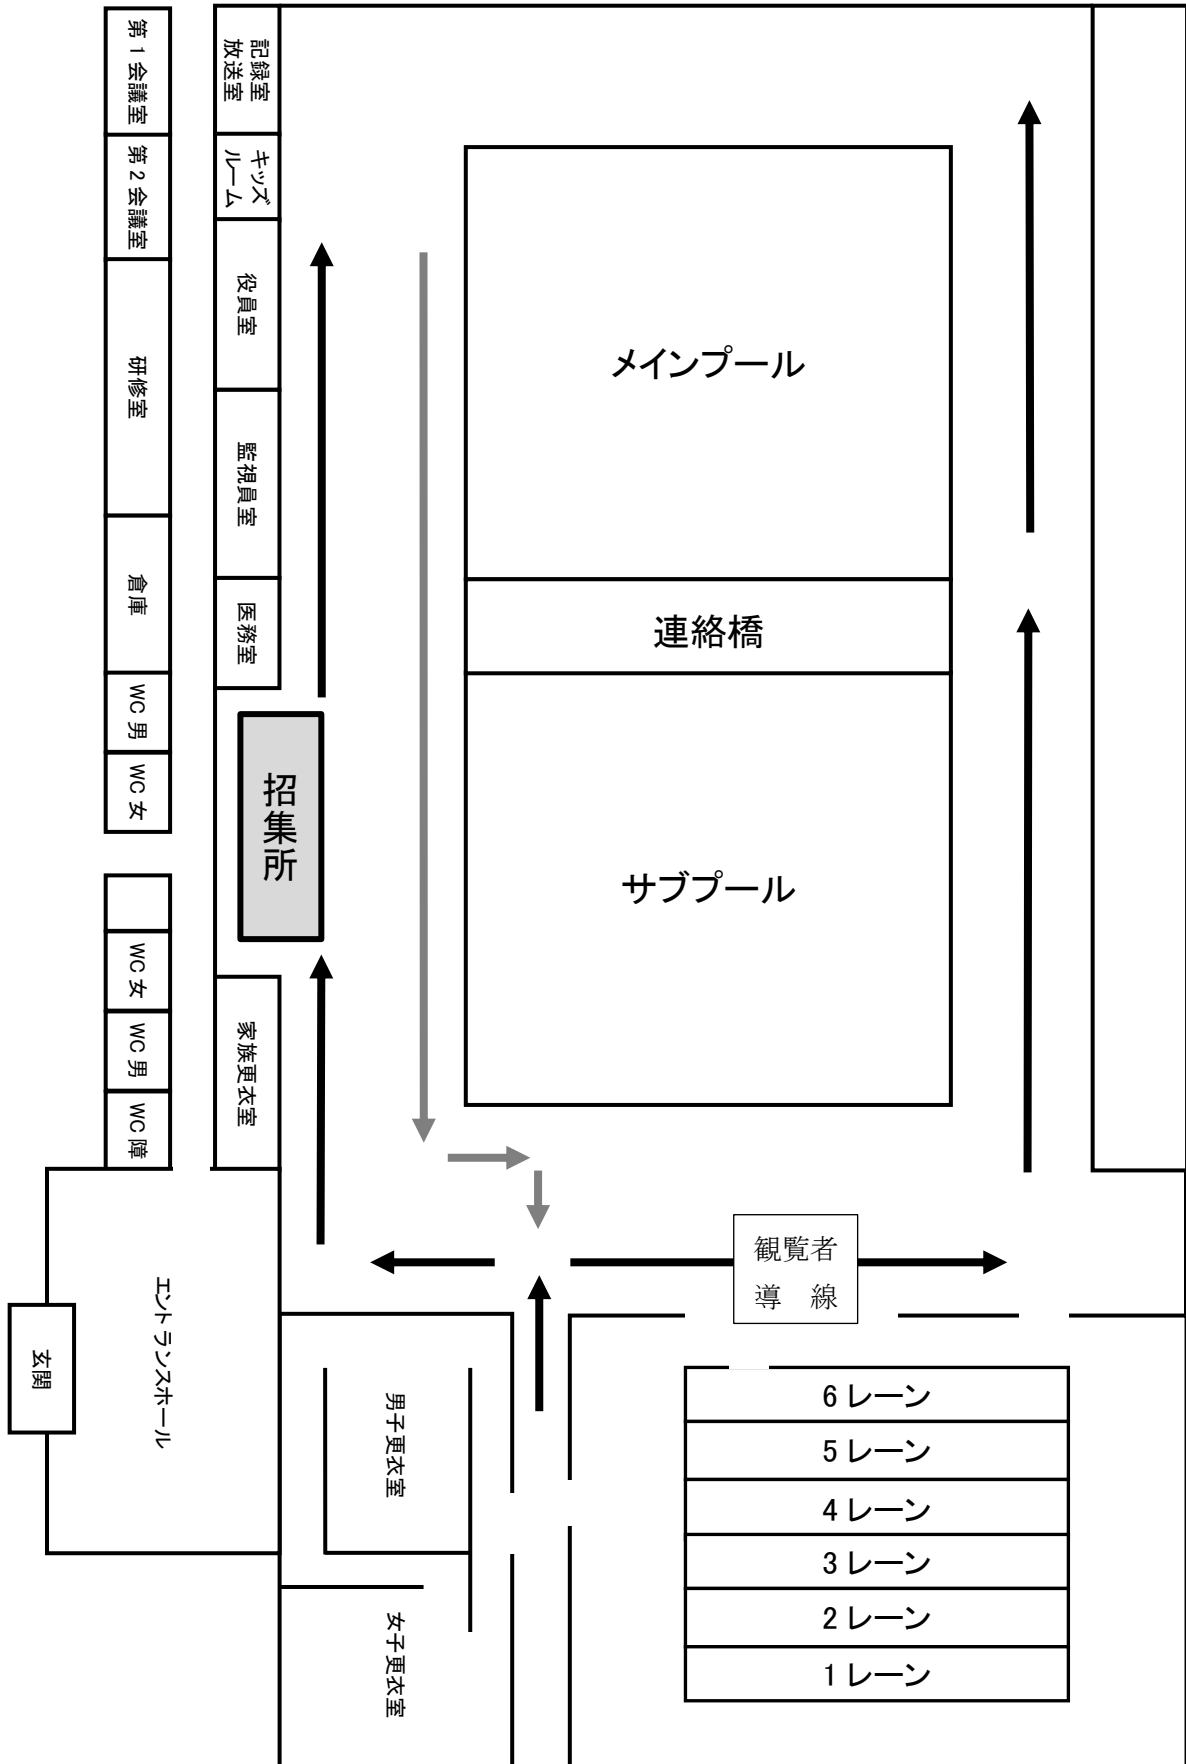 第１会議室
第２会議室
研修室
倉庫
WC 男
WC 女
WC 女
WC 男
WC 障
記録室
放送室
キッズ
ルーム
役員室
監視員室
医務室
招集所
家族更衣室
エントランスホール
玄関
メインプール
連絡橋
サブプール
観覧者
導　線
男子更衣室
女子更衣室
6 レーン
5 レーン
4 レーン
3 レーン
2 レーン
1 レーン